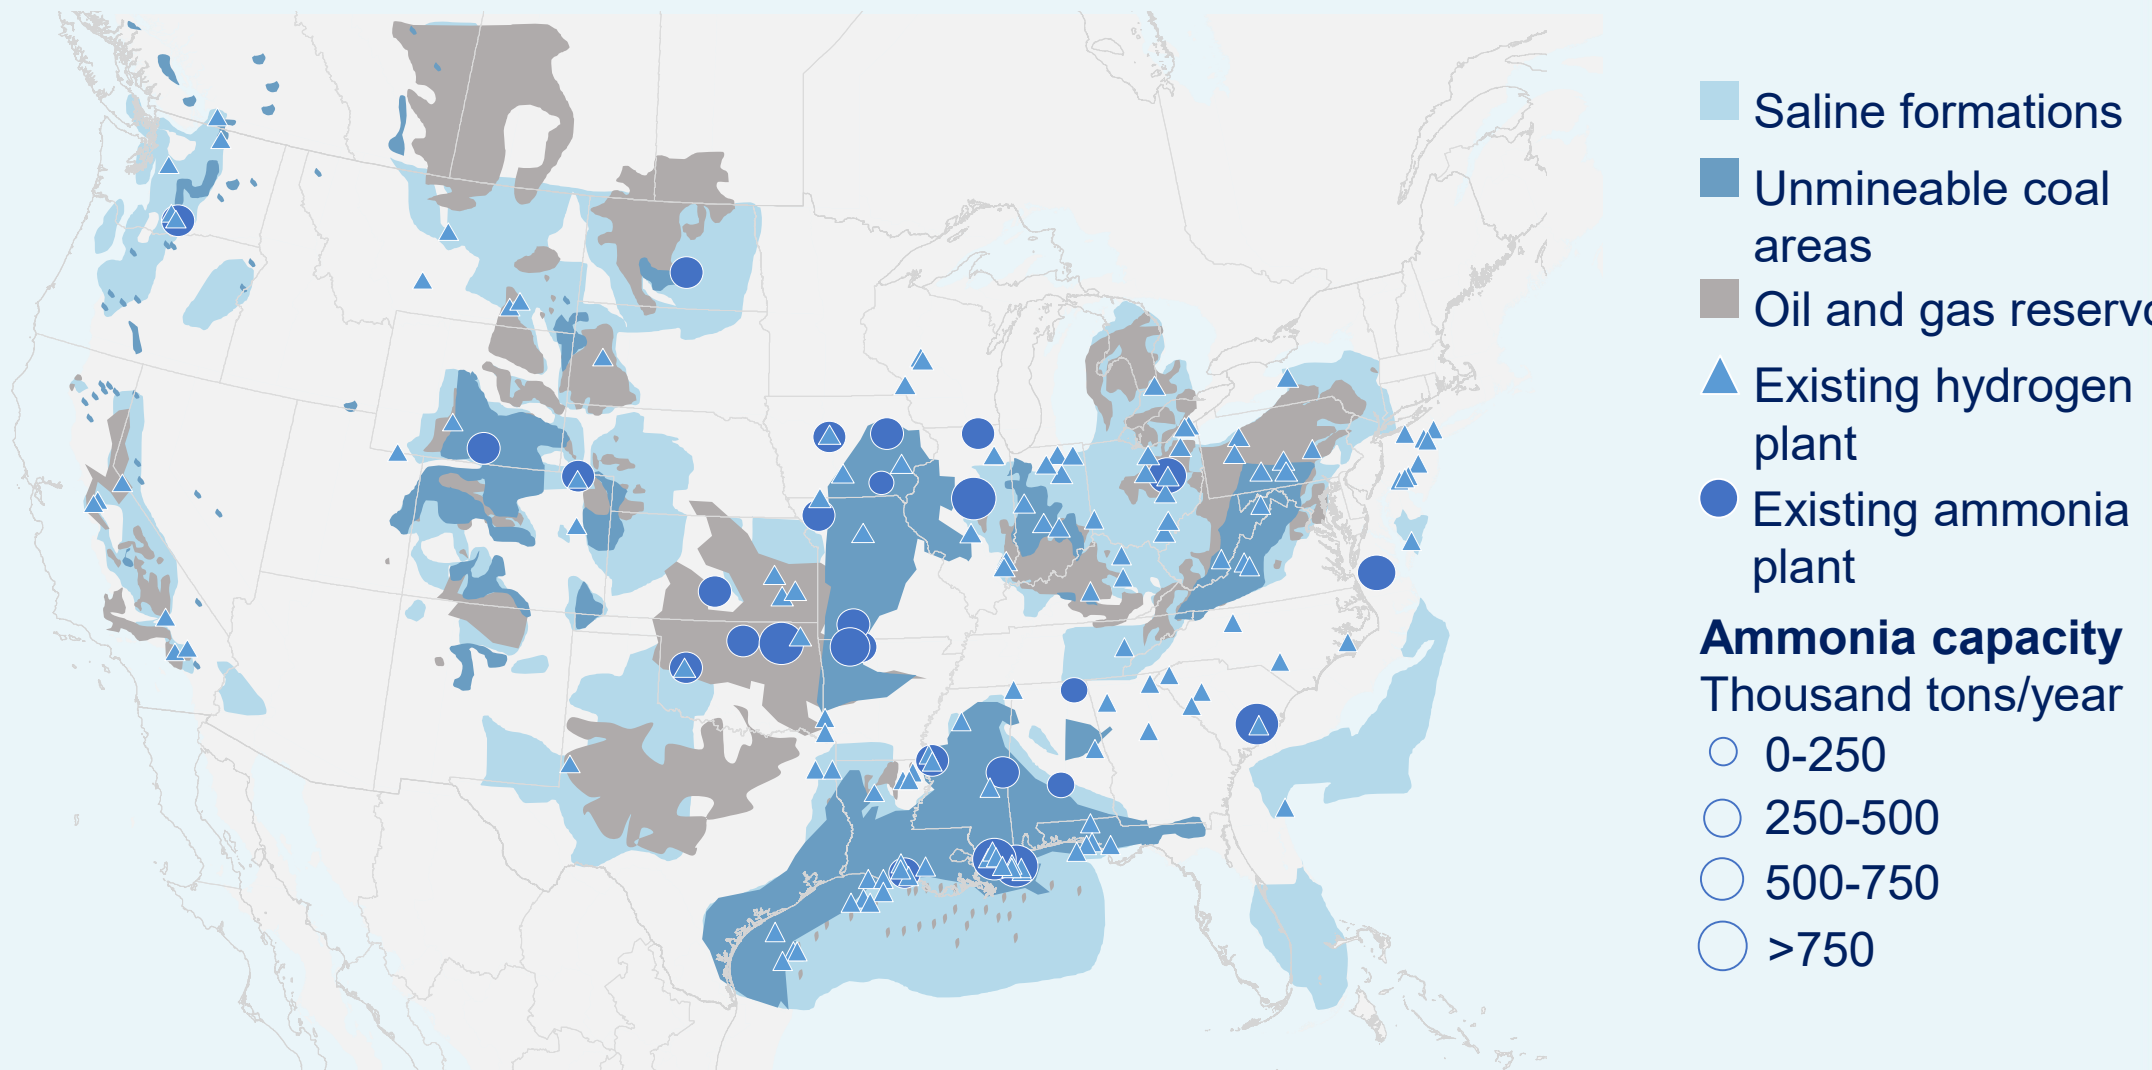 Saline formations
Unmineable coal
areas
Oil and gas reservo
Existing hydrogen
plant
Existing ammonia
plant
Ammonia capacity
Thousand tons/year
0-250
250-500
500-750
>750